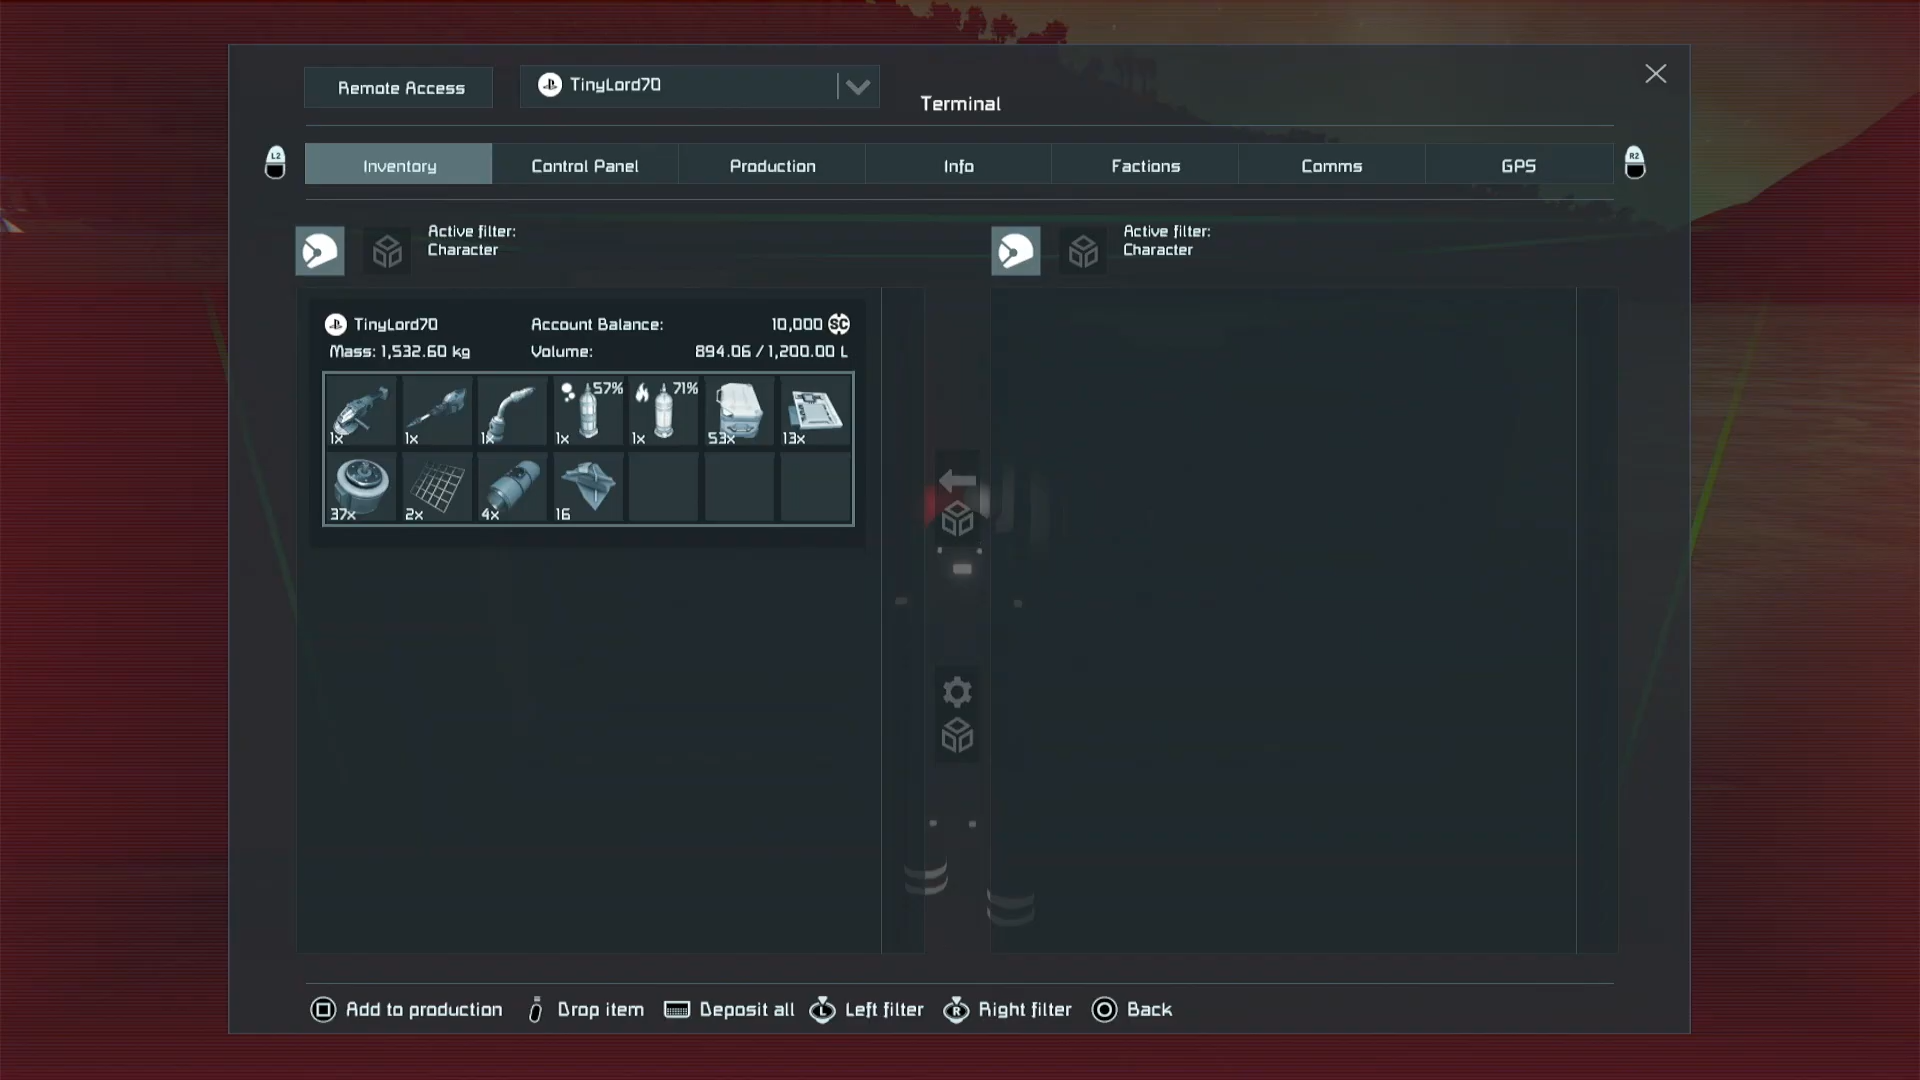 Remote Access
TinyLord70
Terminal
L2
Inventory
Control Panel
Production
Info
Factions
Comms
GPS
R2
Active filter:
Character
Active filter:
Character
TinyLord70
Account Balance:
10,000 SC
Mass: 1,532.60 kg
Volume:
894.06 / 1,200.00 L
1x
1x
1x
57%
1x
71%
1x
53x
13x
37x
2x
4x
16
Add to production
Drop item
Deposit all
L
Left filter
R
Right filter
Back